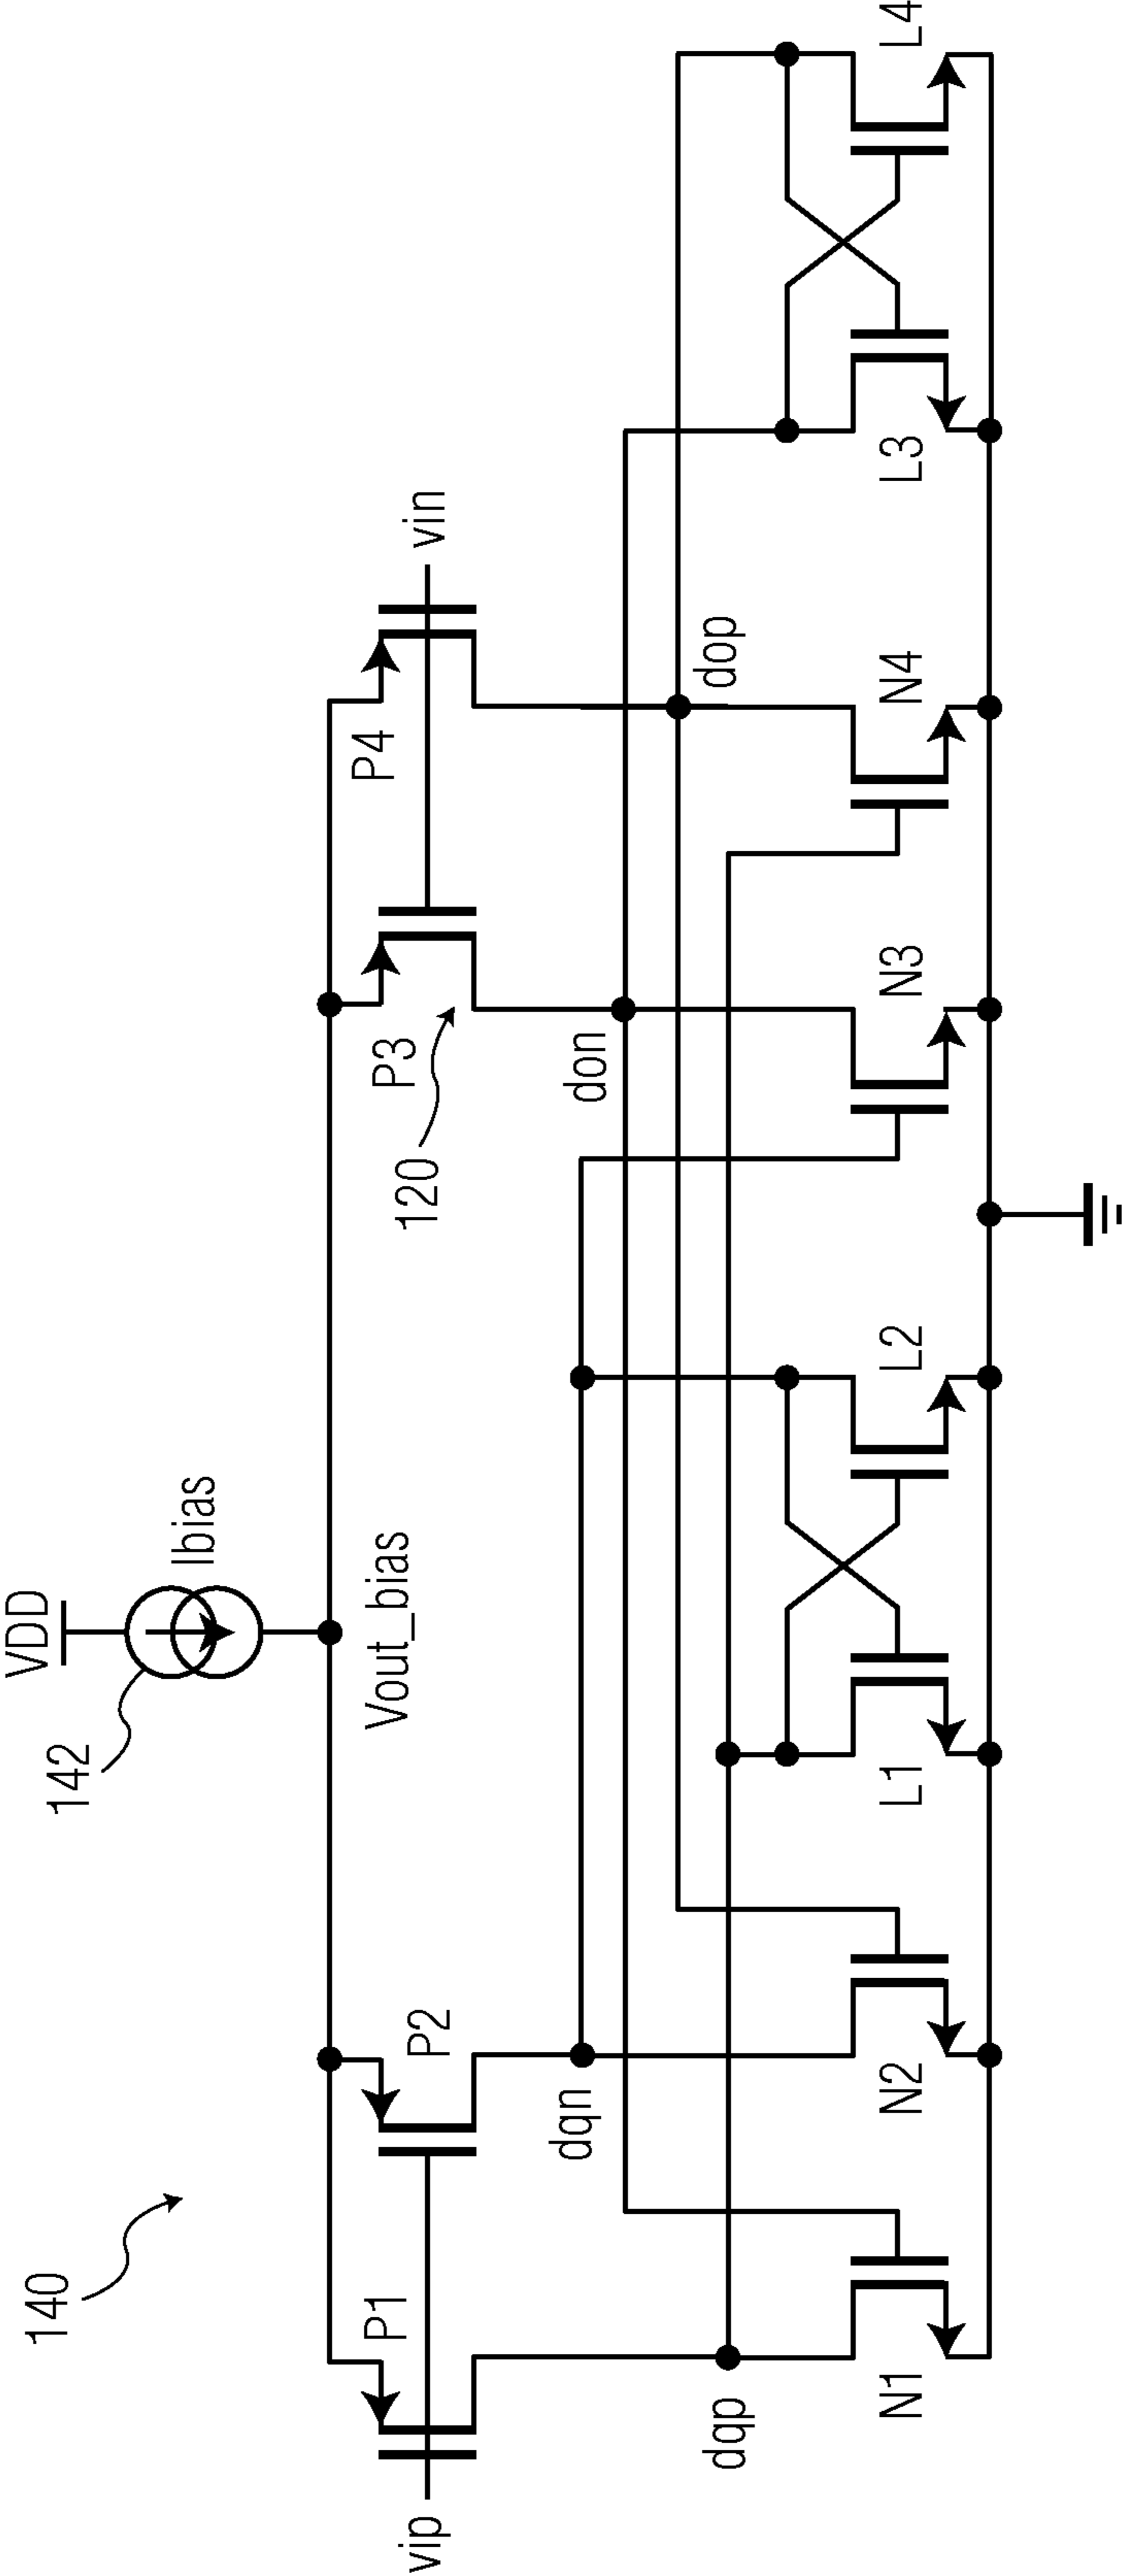 140
142
VDD
Ibias
Vout_bias
vip
P1
P2
P3
P4
vin
120
dqp
dqn
don
dop
N1
N2
L1
L2
N3
N4
L3
L4